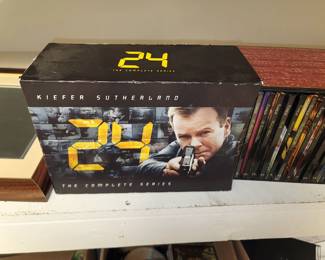 24
THE COMPLETE SERIES
KIEFER SUTHERLAND
24
THE COMPLETE SERIES